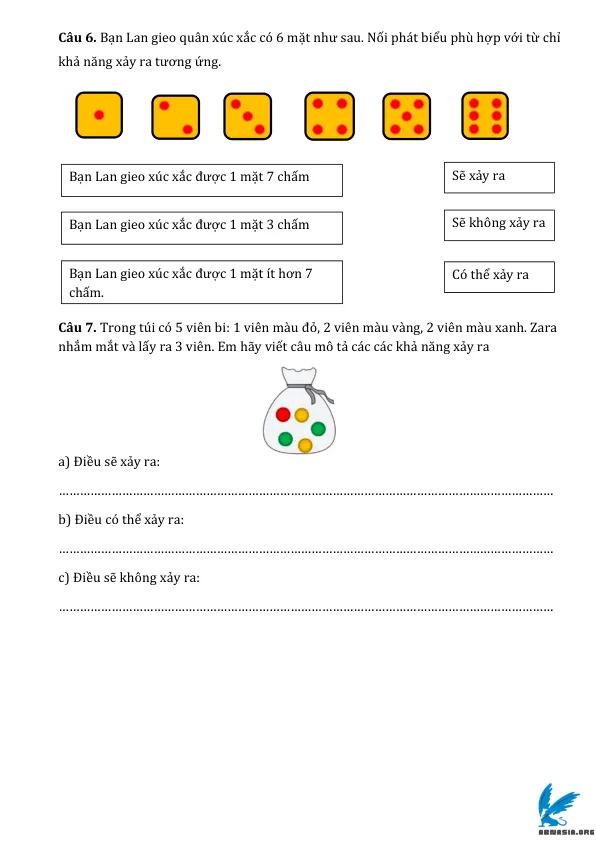 Câu 6. Bạn Lan gieo quân xúc xắc có 6 mặt như sau. Nối phát biểu phù hợp với từ chỉ
khả năng xảy ra tương ứng.
Bạn Lan gieo xúc xắc được 1 mặt 7 chấm
Sẽ xảy ra
Bạn Lan gieo xúc xắc được 1 mặt 3 chấm
Sẽ không xảy ra
Bạn Lan gieo xúc xắc được 1 mặt ít hơn 7
chấm.
Có thể xảy ra
Câu 7. Trong túi có 5 viên bi: 1 viên màu đỏ, 2 viên màu vàng, 2 viên màu xanh. Zara
nhắm mắt và lấy ra 3 viên. Em hãy viết câu mô tả các các khả năng xảy ra
a) Điều sẽ xảy ra:
........................................................................................................................................
b) Điều có thể xảy ra:
........................................................................................................................................
c) Điều sẽ không xảy ra:
........................................................................................................................................
ABNASIA.ORG